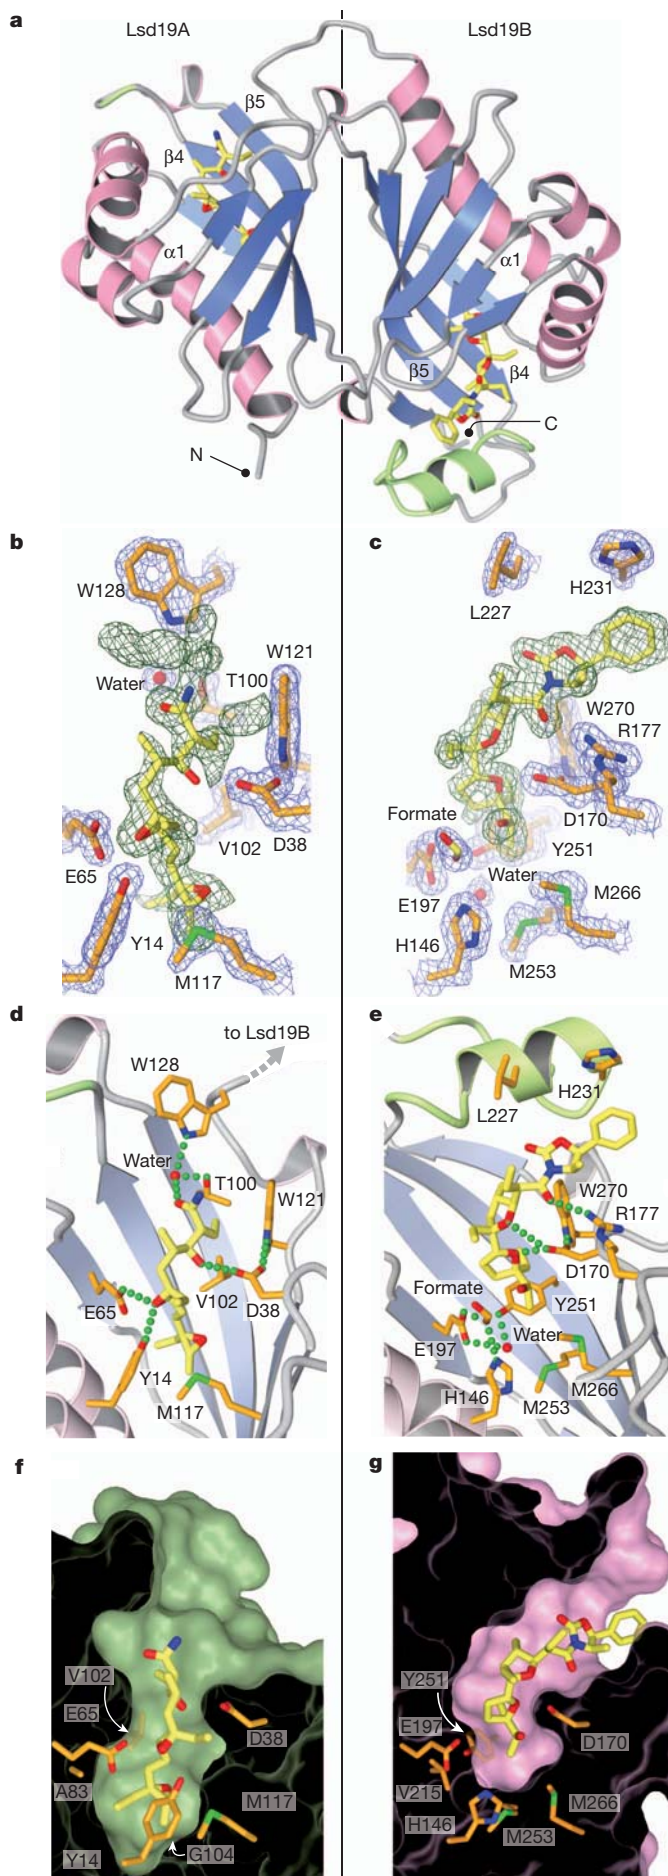 a
Lsd19A
Lsd19B
β5
β4
α1
α1
β5
β4
C
N
b
W128
Water
T100
W121
V102
D38
E65
Y14
M117
c
L227
H231
W270
R177
Formate
D170
Y251
E197
Water
M266
H146
M253
d
to Lsd19B
W128
Water
T100
W121
E65
V102
D38
Y14
M117
e
H231
L227
W270
R177
D170
Formate
Y251
E197
Water
H146
M266
M253
f
V102
E65
D38
A83
M117
G104
Y14
g
Y251
E197
D170
V215
M266
H146
M253